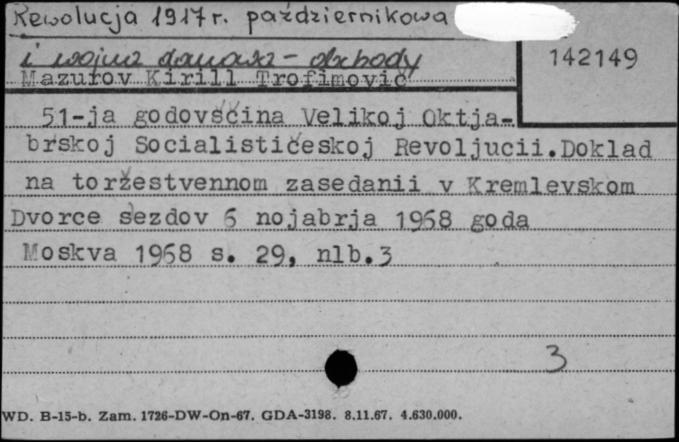 Rewolucja 1917 r. październikowa
142149
i wojna domowa - obchody
Mazurov Kirill Trofimovič
51-ja godovščina Velikoj Oktja-
brskoj Socialističeskoj Revoljucii.Doklad
na toržestvennom zasedanii v Kremlevskom
Dvorce sezdov 6 nojabrja 1968 goda
Moskva 1968 s. 29, nlb.3
3
WD. B-15-b. Zam. 1726-DW-On-67. GDA-3198. 8.11.67. 4.630.000.